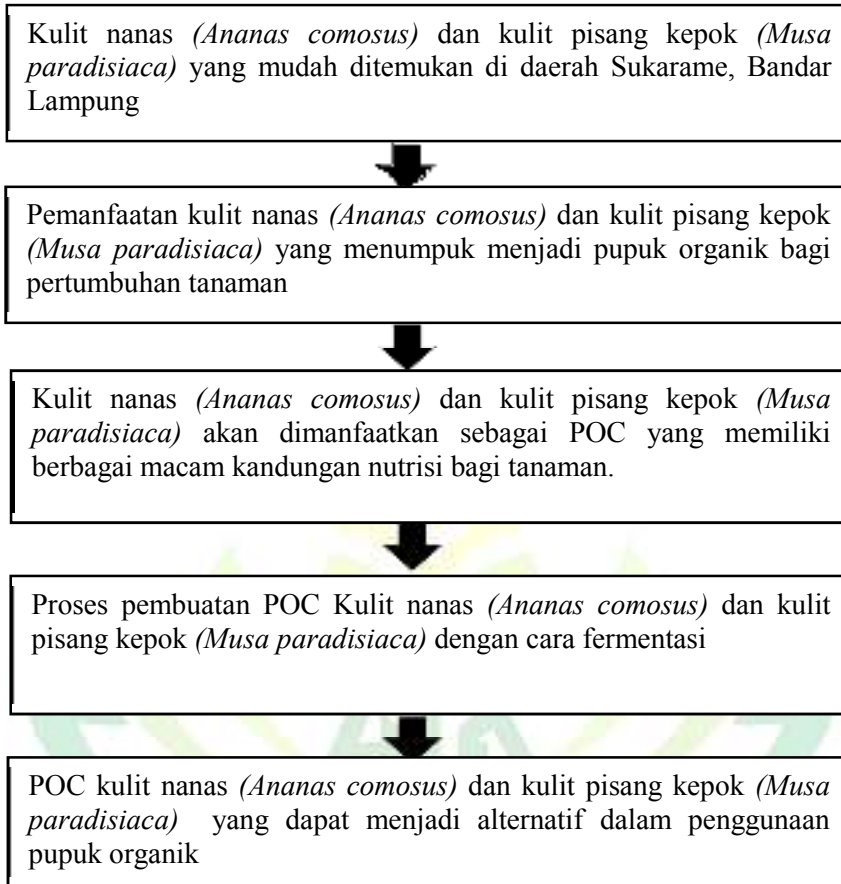 Kulit nanas (Ananas comosus) dan kulit pisang kepok (Musa
paradisiaca) yang mudah ditemukan di daerah Sukarame, Bandar
Lampung
Pemanfaatan kulit nanas (Ananas comosus) dan kulit pisang kepok
(Musa paradisiaca) yang menumpuk menjadi pupuk organik bagi
pertumbuhan tanaman
Kulit nanas (Ananas comosus) dan kulit pisang kepok (Musa
paradisiaca) akan dimanfaatkan sebagai POC yang memiliki
berbagai macam kandungan nutrisi bagi tanaman.
Proses pembuatan POC Kulit nanas (Ananas comosus) dan kulit
pisang kepok (Musa paradisiaca) dengan cara fermentasi
POC kulit nanas (Ananas comosus) dan kulit pisang kepok (Musa
paradisiaca) yang dapat menjadi alternatif dalam penggunaan
pupuk organik